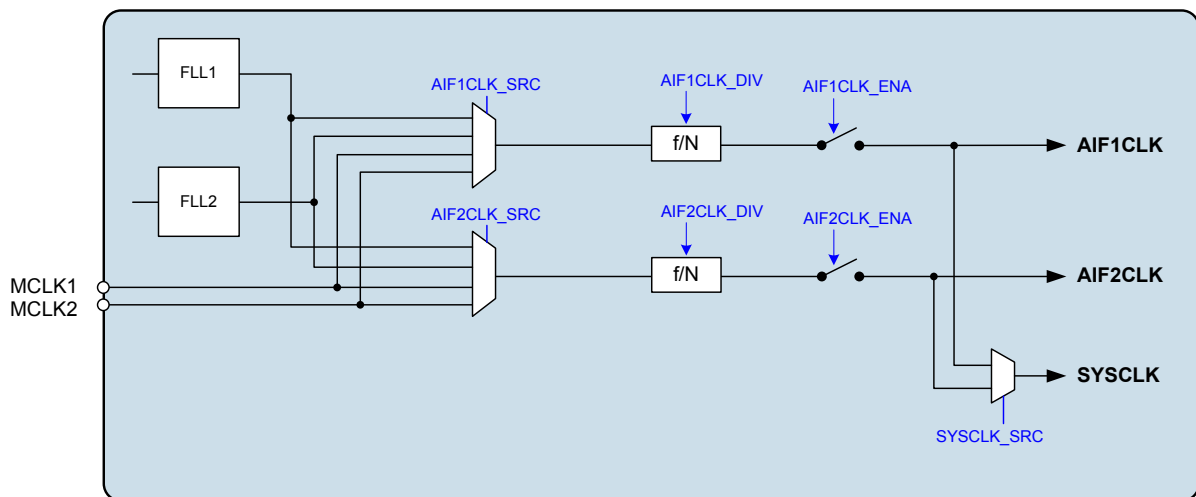 FLL1
AIF1CLK_SRC
AIF1CLK_DIV
AIF1CLK_ENA
f/N
AIF1CLK
FLL2
AIF2CLK_SRC
AIF2CLK_DIV
AIF2CLK_ENA
f/N
AIF2CLK
MCLK1
MCLK2
SYSCLK
SYSCLK_SRC